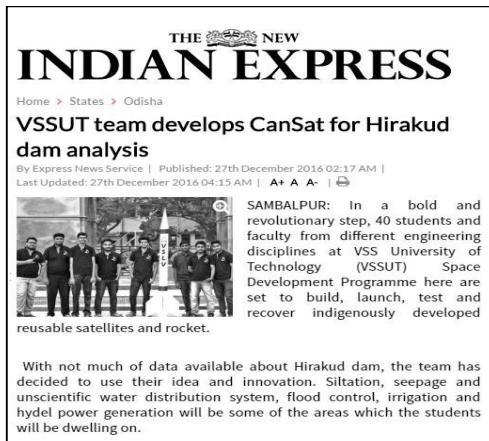 THE NEW
INDIAN EXPRESS
Home > States > Odisha
VSSUT team develops CanSat for Hirakud
dam analysis
By Express News Service | Published: 27th December 2016 02:17 AM |
Last Updated: 27th December 2016 04:15 AM | A+ A A- |
SAMBALPUR: In a bold and
revolutionary step, 40 students and
faculty from different engineering
disciplines at VSS University of
Technology (VSSUT) Space
Development Programme here are
set to build, launch, test and
recover indigenously developed
reusable satellites and rocket.
VSLV
With not much of data available about Hirakud dam, the team has
decided to use their idea and innovation. Siltation, seepage and
unscientific water distribution system, flood control, irrigation and
hydel power generation will be some of the areas which the students
will be dwelling on.